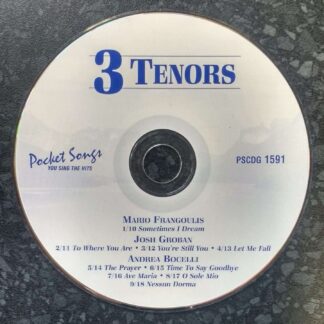 3 TENORS
Pocket Songs
YOU SING THE HITS
PSCDG 1591
MARIO FRANGOULIS
1/10 Sometimes I Dream
JOSH GROBAN
2/11 To Where You Are • 3/12 You're Still You • 4/13 Let Me Fall
ANDREA BOCELLI
5/14 The Prayer • 6/15 Time To Say Goodbye
7/16 Ave Maria • 8/17 O Sole Mio
9/18 Nessun Dorma